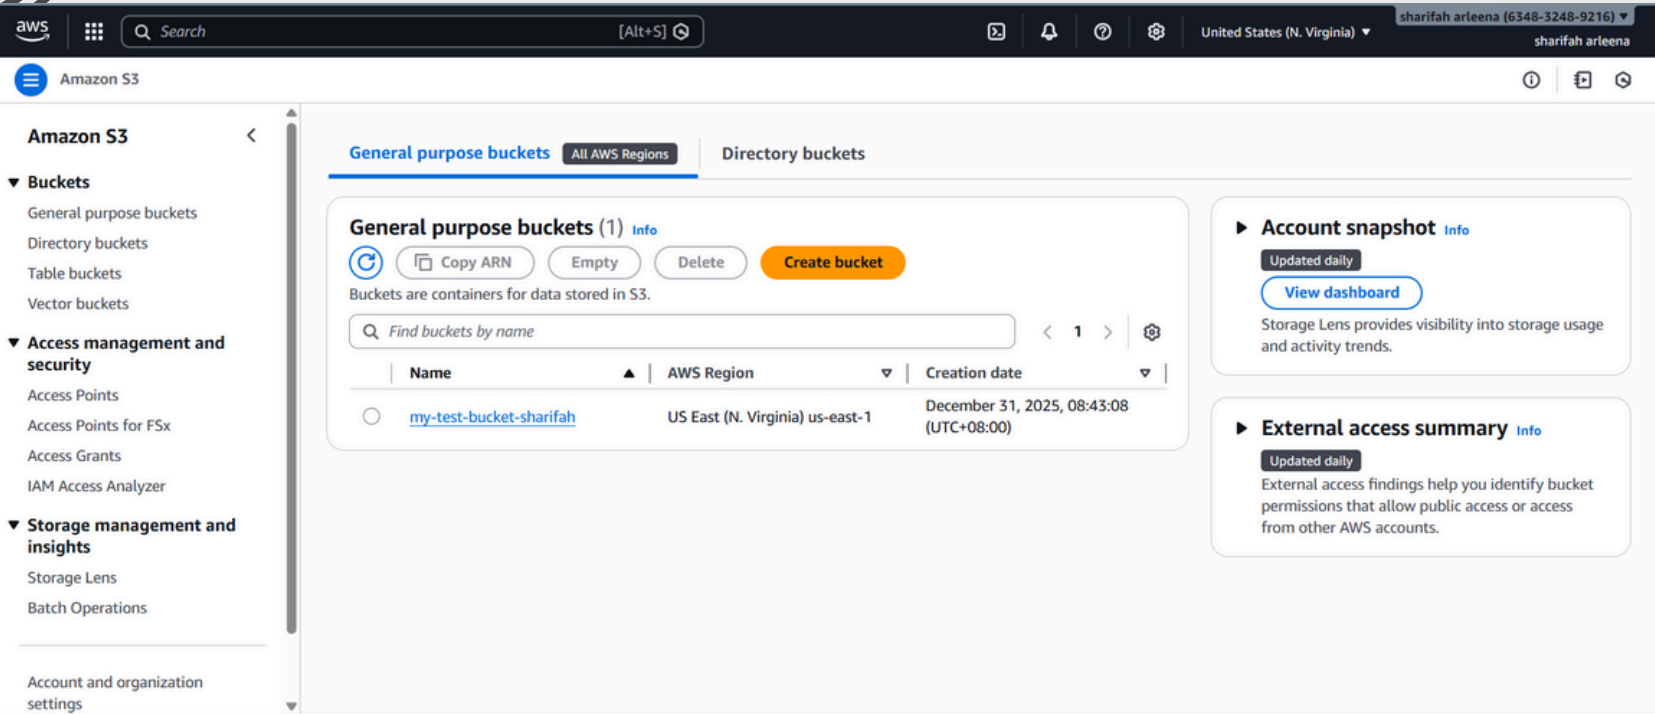 aws
Search [Alt+S]
United States (N. Virginia)
sharifah arleena (6348-3248-9216)
sharifah arleena
Amazon S3
Amazon S3
Buckets
General purpose buckets
Directory buckets
Table buckets
Vector buckets
Access management and
security
Access Points
Access Points for FSx
Access Grants
IAM Access Analyzer
Storage management and
insights
Storage Lens
Batch Operations
Account and organization
settings
General purpose buckets All AWS Regions
Directory buckets
General purpose buckets (1) Info
Copy ARN
Empty
Delete
Create bucket
Buckets are containers for data stored in S3.
Find buckets by name
1
Name AWS Region Creation date
my-test-bucket-sharifah US East (N. Virginia) us-east-1 December 31, 2025, 08:43:08
(UTC+08:00)
Account snapshot Info
Updated daily
View dashboard
Storage Lens provides visibility into storage usage
and activity trends.
External access summary Info
Updated daily
External access findings help you identify bucket
permissions that allow public access or access
from other AWS accounts.